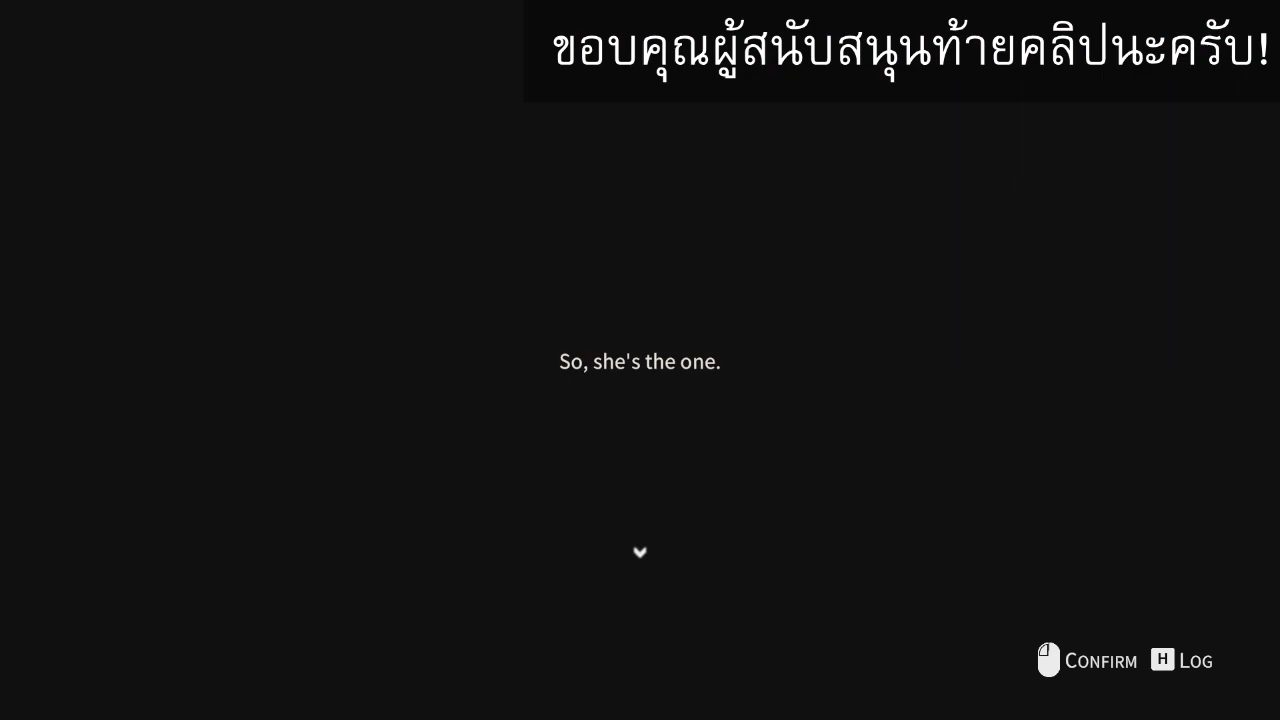 ขอบคุณผู้สนับสนุนท้ายคลิปนะครับ!
So, she's the one.
CONFIRM H LOG